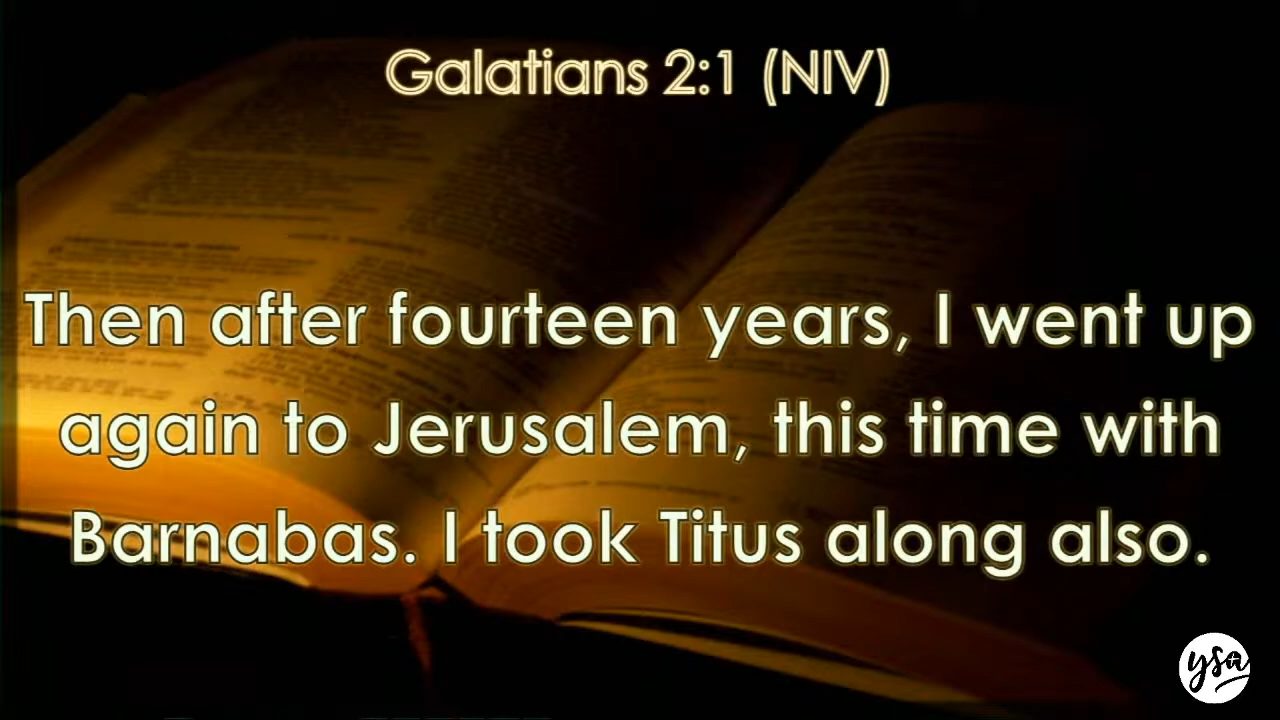 Galatians 2:1 (NIV)
Then after fourteen years, I went up
again to Jerusalem, this time with
Barnabas. I took Titus along also.
ysa